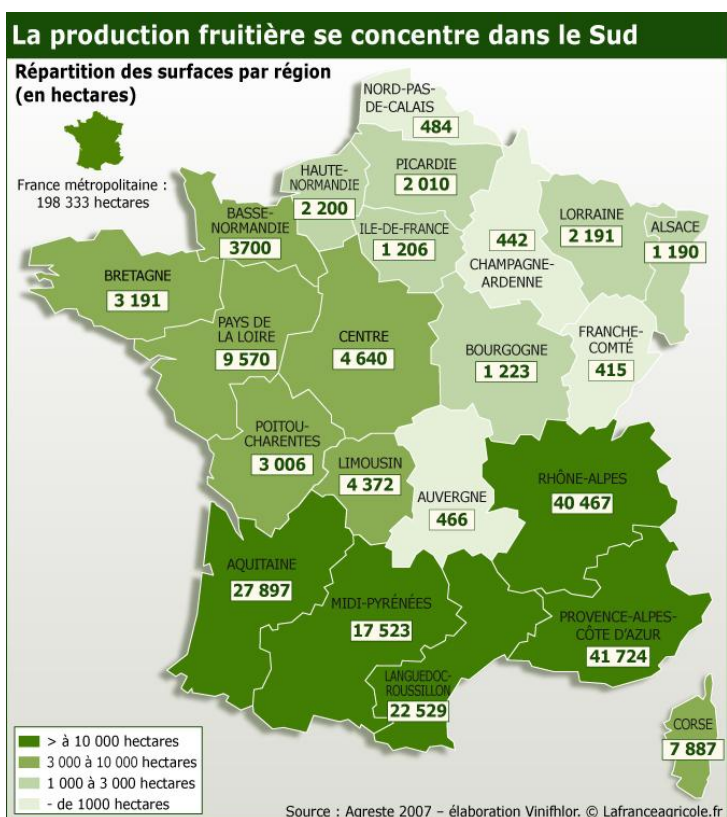 La production fruitière se concentre dans le Sud
Répartition des surfaces par région
(en hectares)
France métropolitaine :
198 333 hectares
NORD-PAS-
DE-CALAIS
484
HAUTE-
NORMANDIE
2 200
PICARDIE
2 010
BASSE-
NORMANDIE
3700
ILE-DE-FRANCE
1 206
442
CHAMPAGNE-
ARDENNE
LORRAINE
2 191
ALSACE
1 190
BRETAGNE
3 191
PAYS DE
LA LOIRE
9 570
CENTRE
4 640
BOURGOGNE
1 223
FRANCHE-
COMTÉ
415
POITOU-
CHARENTES
3 006
LIMOUSIN
4 372
AUVERGNE
466
RHÔNE-ALPES
40 467
AQUITAINE
27 897
MIDI-PYRÉNÉES
17 523
PROVENCE-ALPES-
CÔTE D'AZUR
41 724
LANGUEDOC-
ROUSSILLON
22 529
CORSE
7 887
> à 10 000 hectares
3 000 à 10 000 hectares
1 000 à 3 000 hectares
- de 1000 hectares
Source : Agreste 2007 – élaboration Vinifhlor. © Lafranceagricole.fr